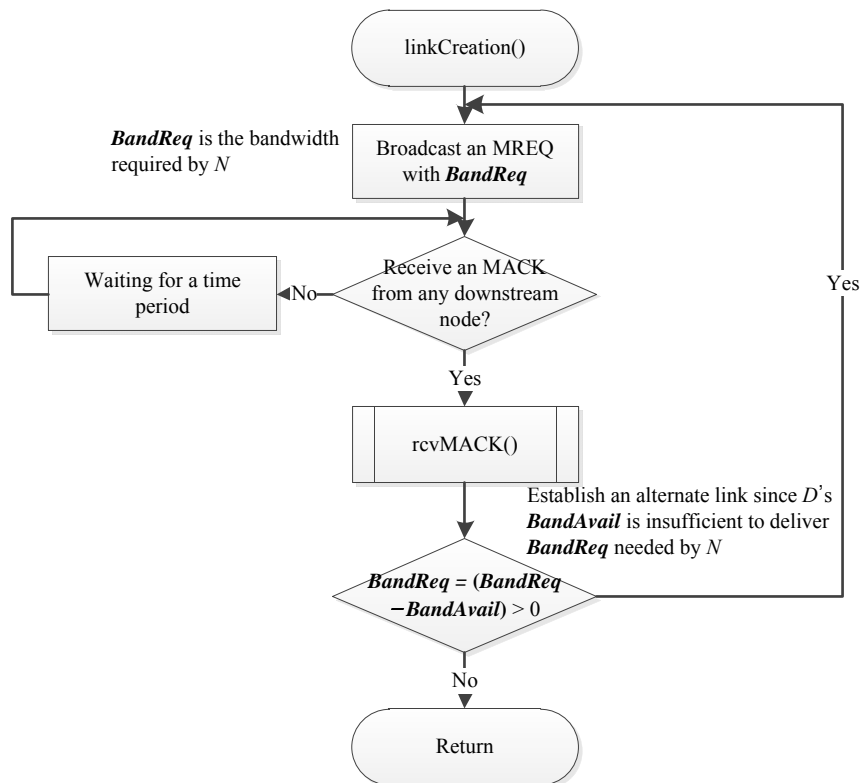 linkCreation()
BandReq is the bandwidth
required by N
Broadcast an MREQ
with BandReq
Waiting for a time
period
No
Receive an MACK
from any downstream
node?
Yes
Yes
rcvMACK()
Establish an alternate link since D's
BandAvail is insufficient to deliver
BandReq needed by N
BandReq = (BandReq
−BandAvail) > 0
No
Return